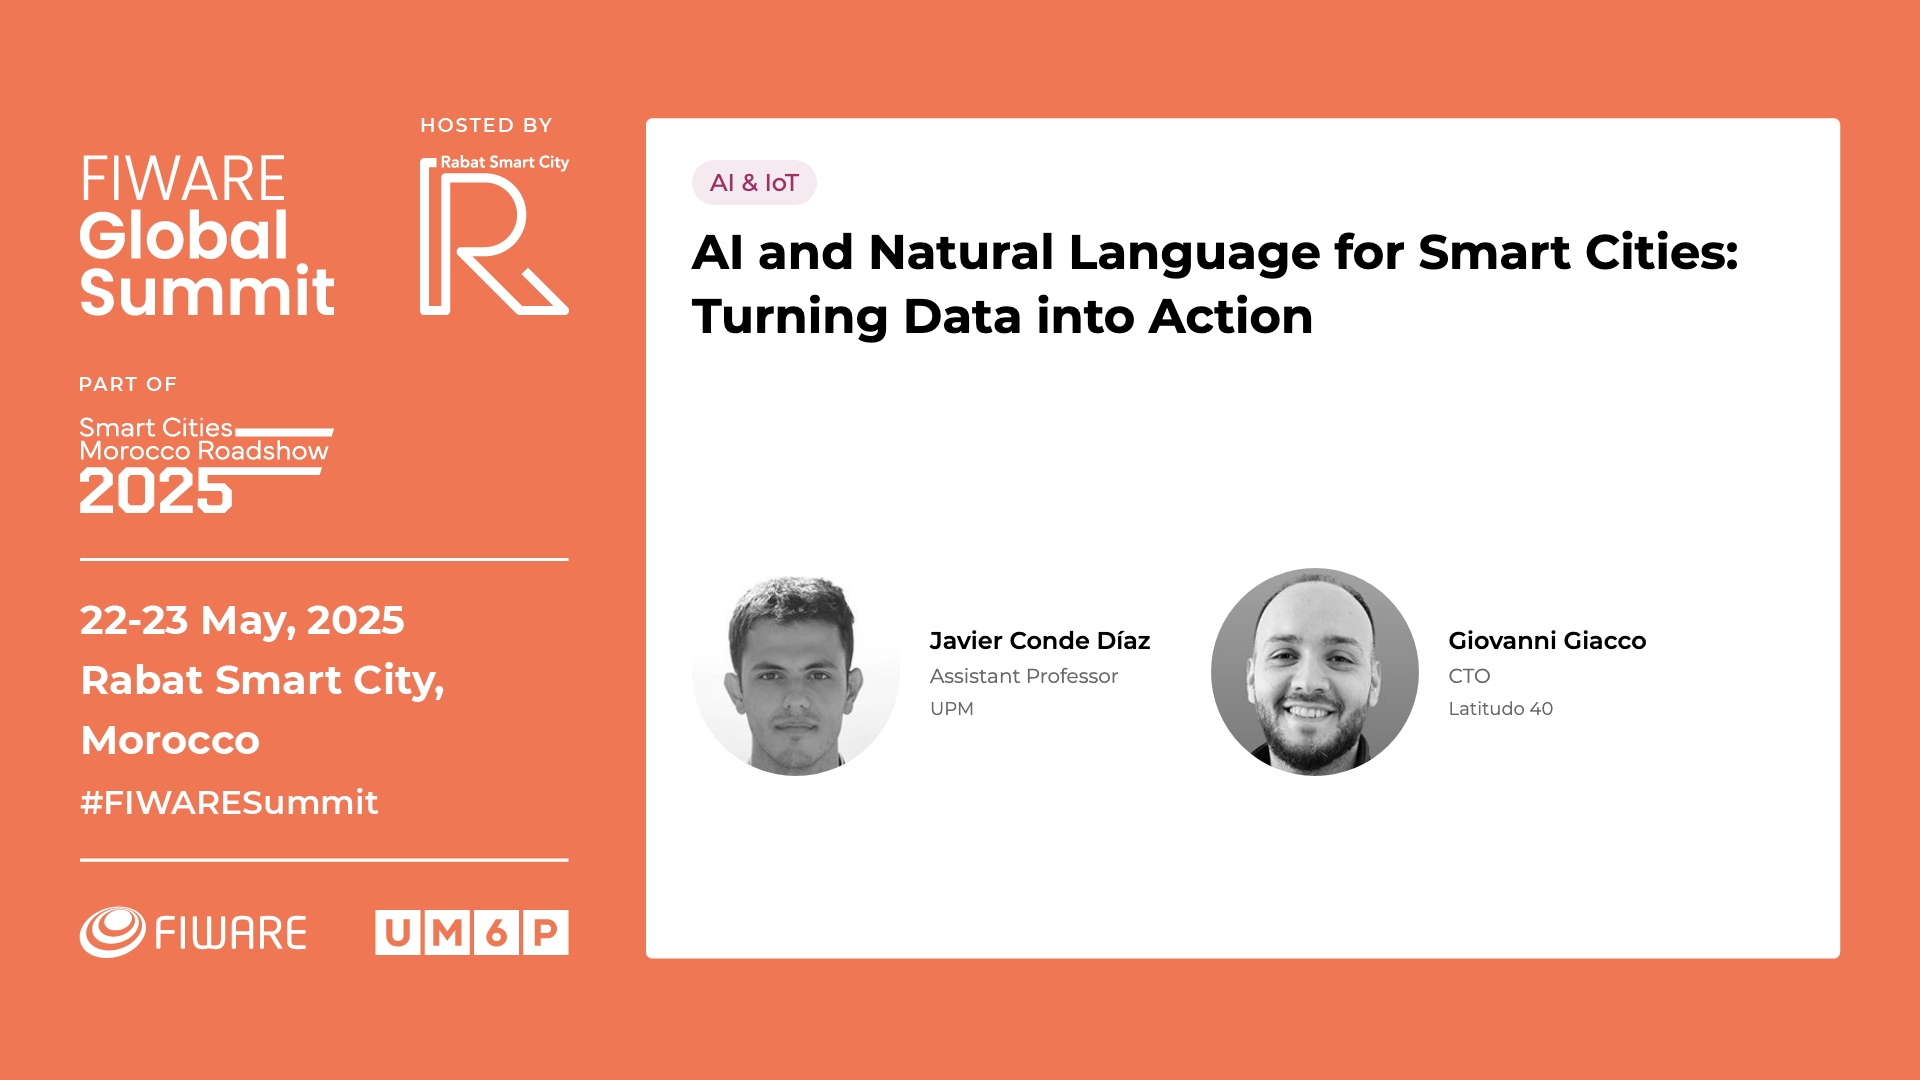 FIWARE
Global
Summit
HOSTED BY
Rabat Smart City
R
PART OF
Smart Cities
Morocco Roadshow
2025
22-23 May, 2025
Rabat Smart City,
Morocco
#FIWARESummit
FIWARE
UM6P
AI & IoT
AI and Natural Language for Smart Cities:
Turning Data into Action
Javier Conde Díaz
Assistant Professor
UPM
Giovanni Giacco
CTO
Latitudo 40